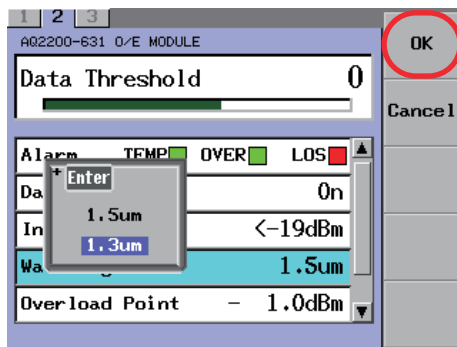 1 2 3
AQ2200-631 O/E MODULE
OK
Data Threshold 0
Cancel
Alarm TEMP OVER LOS
Enter
Da On
1.5um
In <-19dBm
1.3um
Wa 1.5um
Overload Point - 1.0dBm